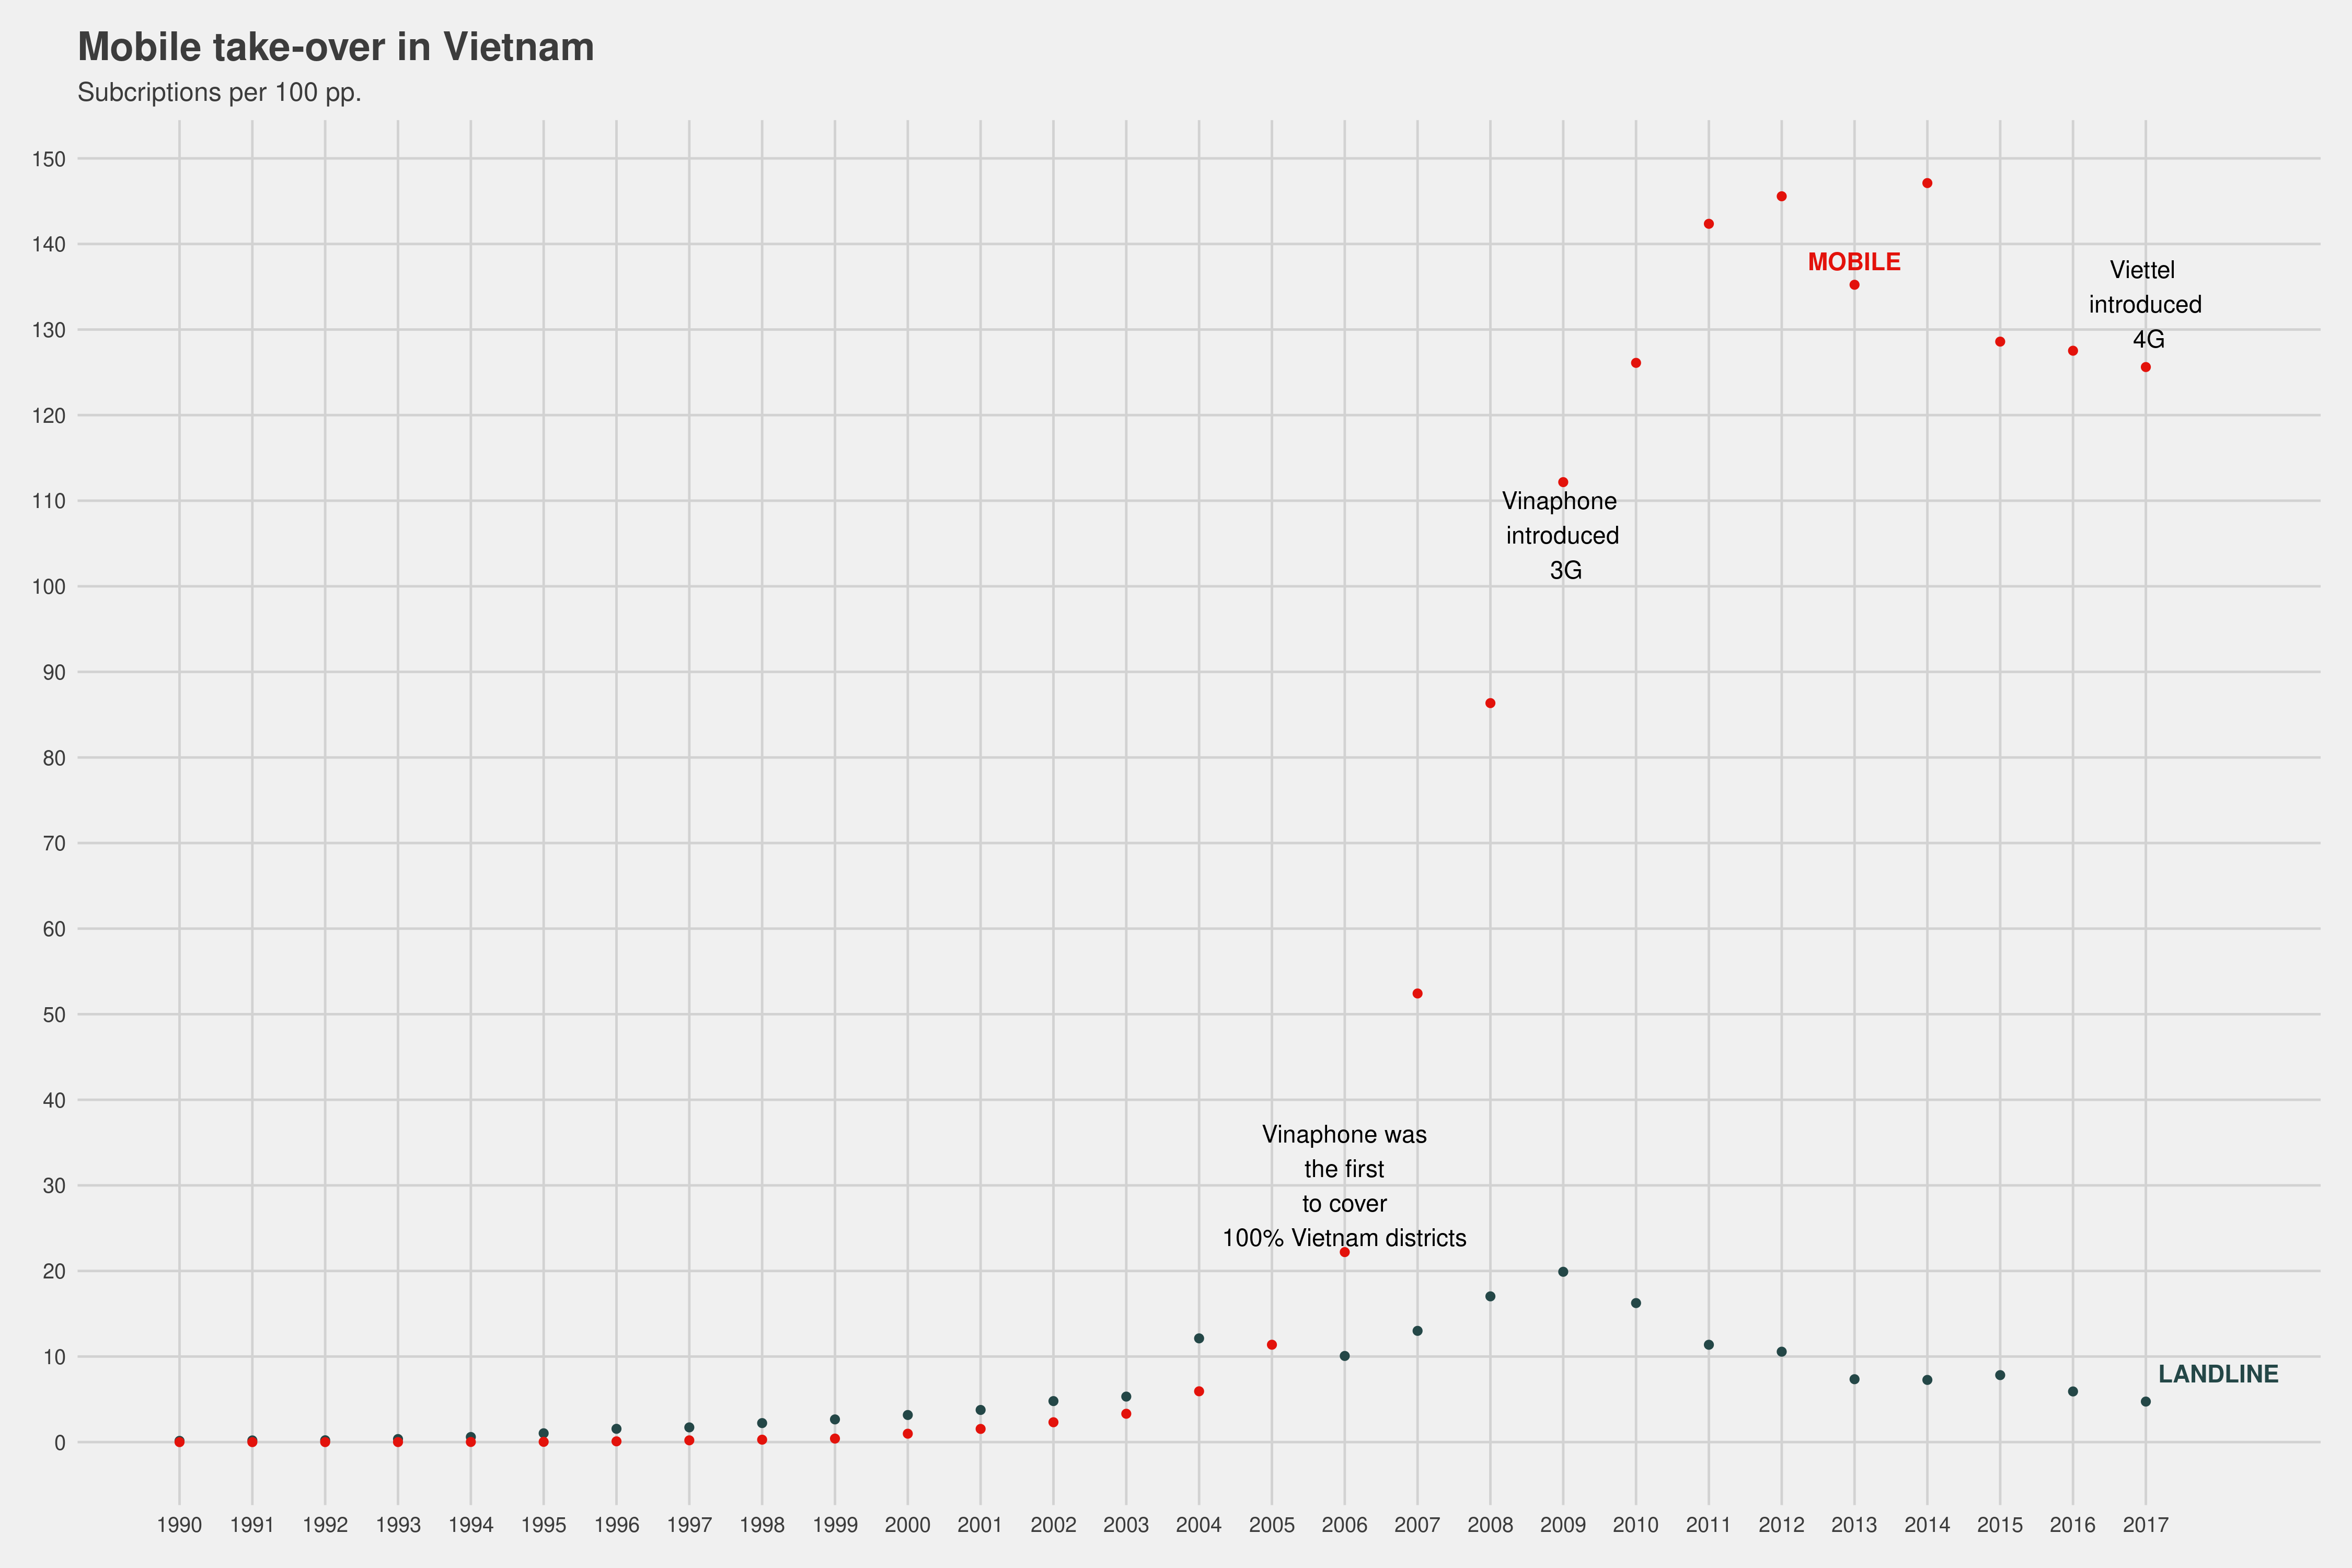 Mobile take-over in Vietnam
Subcriptions per 100 pp.
150
140
130
120
110
100
90
80
70
60
50
40
30
20
10
0
MOBILE
Viettel
introduced
4G
Vinaphone
introduced
3G
Vinaphone was
the first
to cover
100% Vietnam districts
LANDLINE
1990 1991 1992 1993 1994 1995 1996 1997 1998 1999 2000 2001 2002 2003 2004 2005 2006 2007 2008 2009 2010 2011 2012 2013 2014 2015 2016 2017